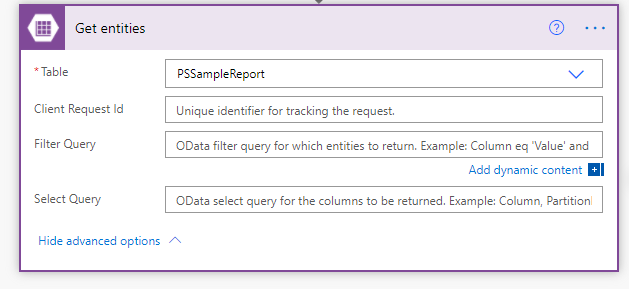 Get entities
* Table
PSSampleReport
Client Request Id
Unique identifier for tracking the request.
Filter Query
OData filter query for which entities to return. Example: Column eq 'Value' and
Add dynamic content
Select Query
OData select query for the columns to be returned. Example: Column, Partition
Hide advanced options